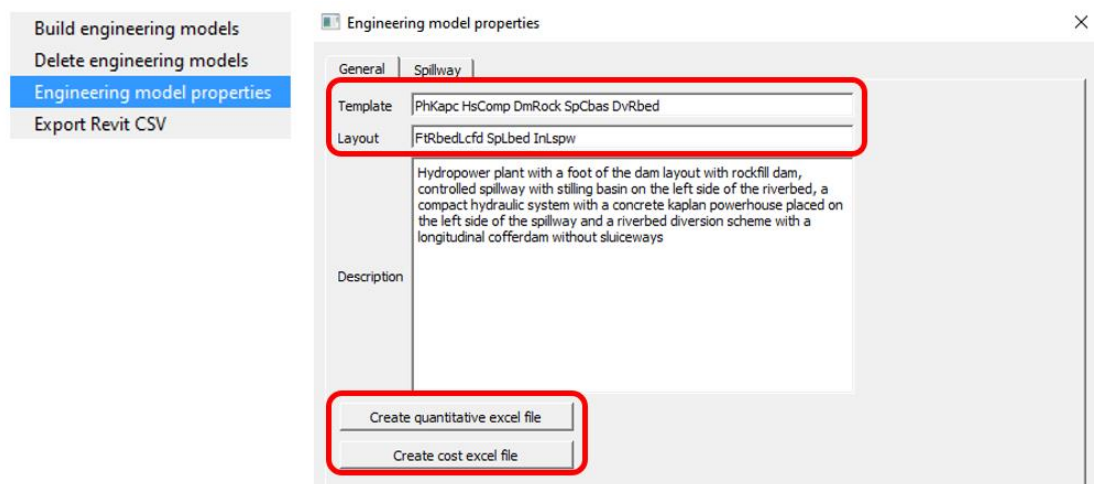 Build engineering models
Delete engineering models
Engineering model properties
Export Revit CSV
Engineering model properties
General
Spillway
Template
PhKapc HsComp DmRock SpCbas DvRbed
Layout
FtRbedLcfd SpLbed InLspw
Description
Hydropower plant with a foot of the dam layout with rockfill dam,
controlled spillway with stilling basin on the left side of the riverbed, a
compact hydraulic system with a concrete kaplan powerhouse placed on
the left side of the spillway and a riverbed diversion scheme with a
longitudinal cofferdam without sluiceways
Create quantitative excel file
Create cost excel file